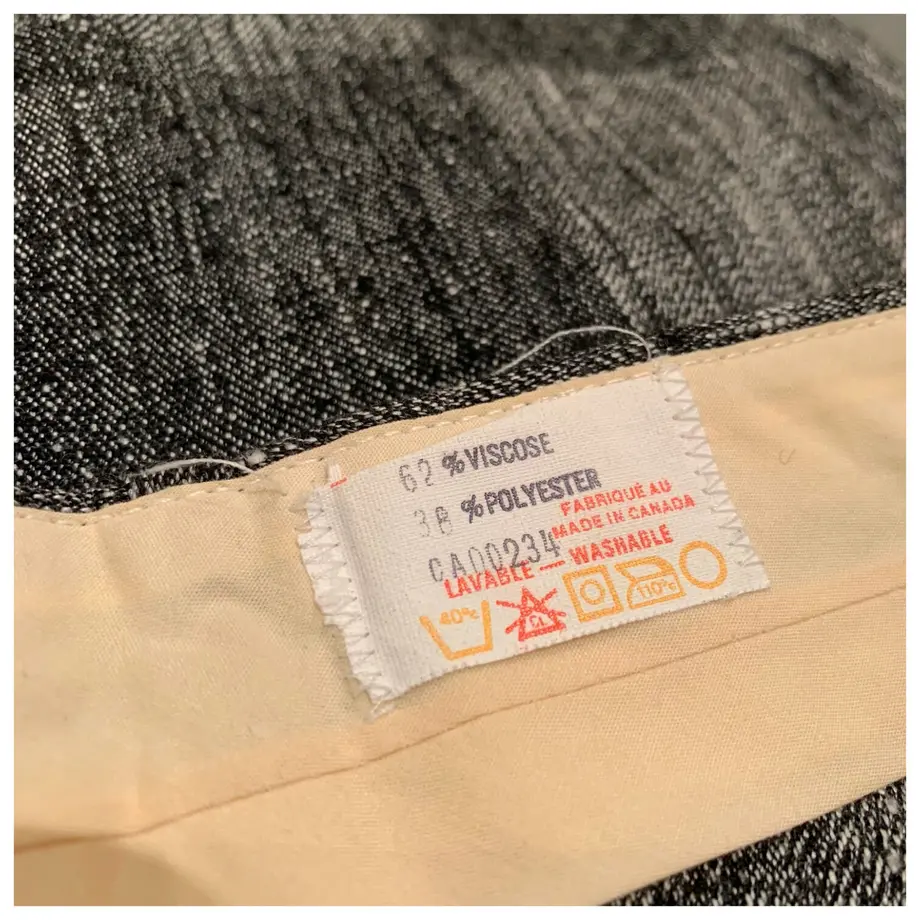 62 % VISCOSE
38 % POLYESTER
FABRIQUÉ AU
MADE IN CANADA
CA00234
LAVABLE — WASHABLE
40°C
CL
110°C